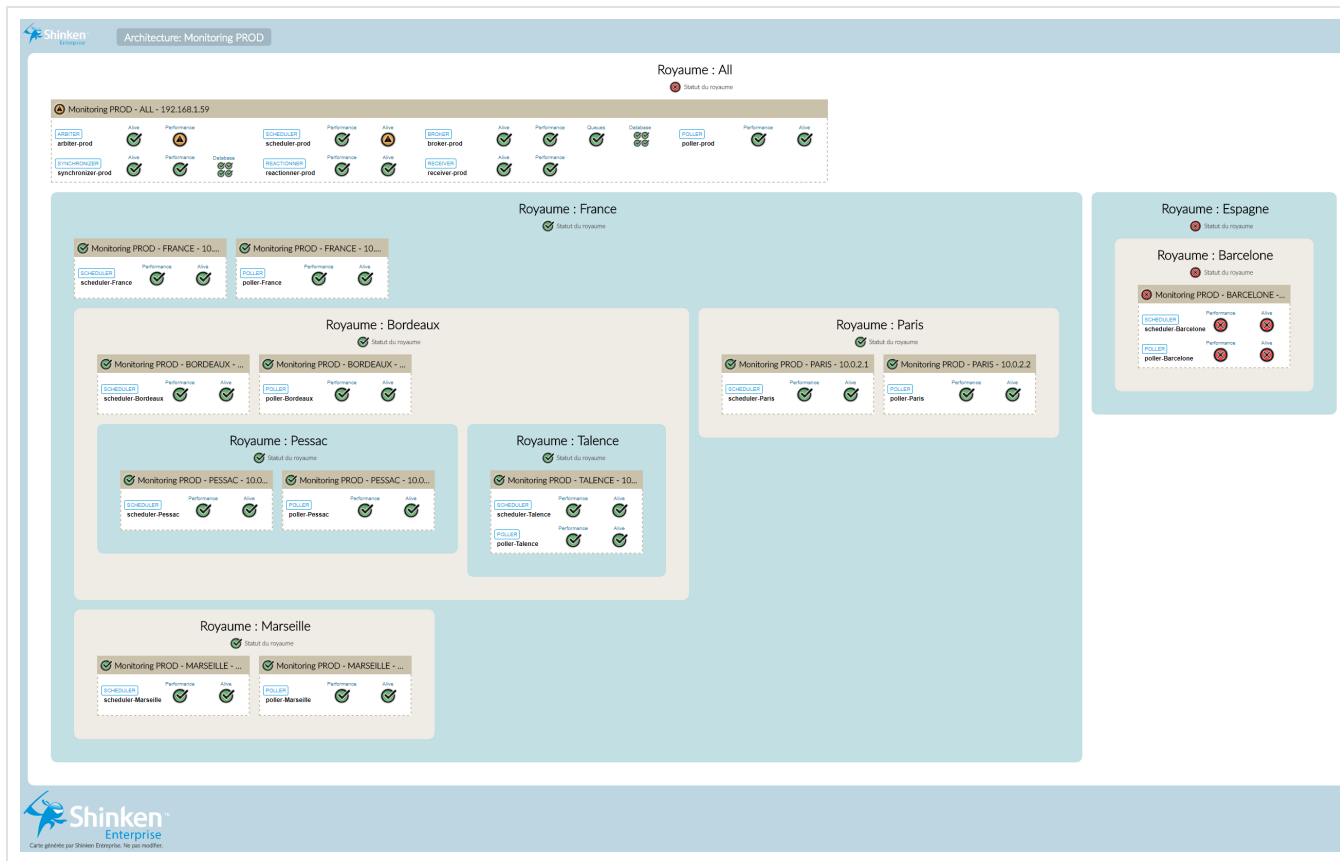 Shinken
Enterprise
Architecture: Monitoring PROD
Royaume : All
Statut du royaume
Monitoring PROD - ALL - 192.168.1.59
ARBITER
arbiter-prod
Alive
Performance
SCHEDULER
scheduler-prod
Performance
Alive
BROKER
broker-prod
Alive
Performance
Queues
Database
POLLER
poller-prod
Performance
Alive
SYNCHRONIZER
synchronizer-prod
Alive
Performance
Database
REACTIONNER
reactionner-prod
Performance
Alive
RECEIVER
receiver-prod
Alive
Performance
Royaume : France
Statut du royaume
Monitoring PROD - FRANCE - 10....
SCHEDULER
scheduler-France
Performance
Alive
Monitoring PROD - FRANCE - 10....
POLLER
poller-France
Performance
Alive
Royaume : Bordeaux
Statut du royaume
Monitoring PROD - BORDEAUX - ...
SCHEDULER
scheduler-Bordeaux
Performance
Alive
Monitoring PROD - BORDEAUX - ...
POLLER
poller-Bordeaux
Performance
Alive
Royaume : Pessac
Statut du royaume
Monitoring PROD - PESSAC - 10.0...
SCHEDULER
scheduler-Pessac
Performance
Alive
Monitoring PROD - PESSAC - 10.0...
POLLER
poller-Pessac
Performance
Alive
Royaume : Talence
Statut du royaume
Monitoring PROD - TALENCE - 10...
SCHEDULER
scheduler-Talence
Performance
Alive
POLLER
poller-Talence
Performance
Alive
Royaume : Paris
Statut du royaume
Monitoring PROD - PARIS - 10.0.2.1
SCHEDULER
scheduler-Paris
Performance
Alive
Monitoring PROD - PARIS - 10.0.2.2
POLLER
poller-Paris
Performance
Alive
Royaume : Marseille
Statut du royaume
Monitoring PROD - MARSEILLE - ...
SCHEDULER
scheduler-Marseille
Performance
Alive
Monitoring PROD - MARSEILLE - ...
POLLER
poller-Marseille
Performance
Alive
Royaume : Espagne
Statut du royaume
Royaume : Barcelone
Statut du royaume
Monitoring PROD - BARCELONE -...
SCHEDULER
scheduler-Barcelone
Performance
Alive
POLLER
poller-Barcelone
Performance
Alive
Shinken
Enterprise
Carte générée par Shinken Entreprise. Ne pas modifier.